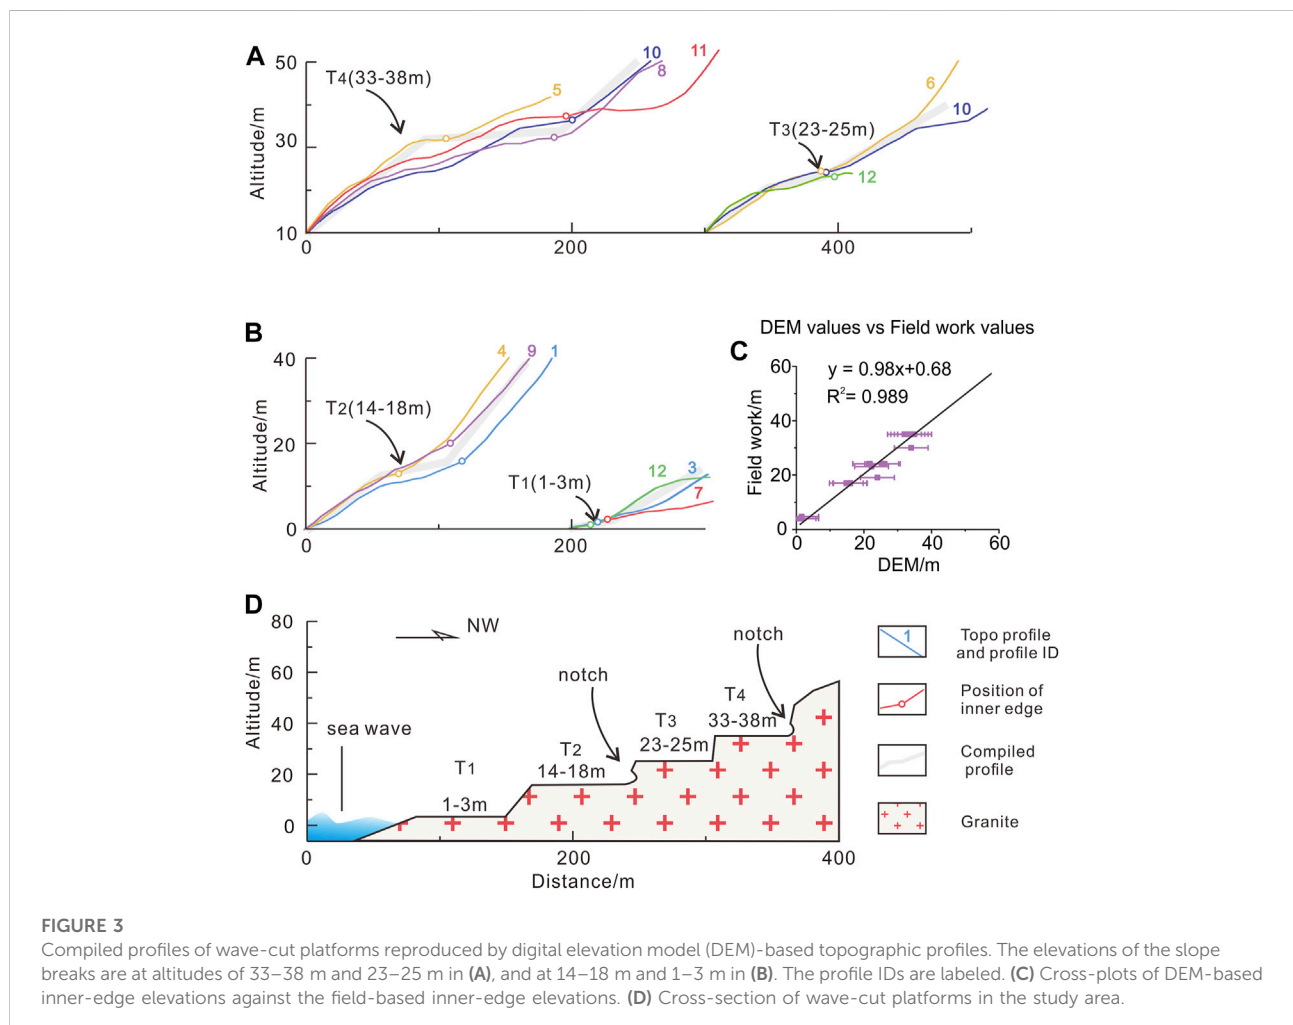 A
T4(33-38m)
5
10
8
11
6
10
T3(23-25m)
12
Altitude/m
50
30
10
0
200
400
B
T2(14-18m)
4
9
1
T1(1-3m)
12
3
7
Altitude/m
40
20
0
0
200
DEM values vs Field work values
C
y = 0.98x+0.68
R2= 0.989
Field work/m
60
40
20
0
0
20
40
60
DEM/m
D
NW
notch
notch
sea wave
T1
1-3m
T2
14-18m
T3
23-25m
T4
33-38m
Altitude/m
80
60
40
20
0
0
200
400
Distance/m
1
Topo profile
and profile ID
Position of
inner edge
Compiled
profile
Granite
FIGURE 3
Compiled profiles of wave-cut platforms reproduced by digital elevation model (DEM)-based topographic profiles. The elevations of the slope
breaks are at altitudes of 33–38 m and 23–25 m in (A), and at 14–18 m and 1–3 m in (B). The profile IDs are labeled. (C) Cross-plots of DEM-based
inner-edge elevations against the field-based inner-edge elevations. (D) Cross-section of wave-cut platforms in the study area.